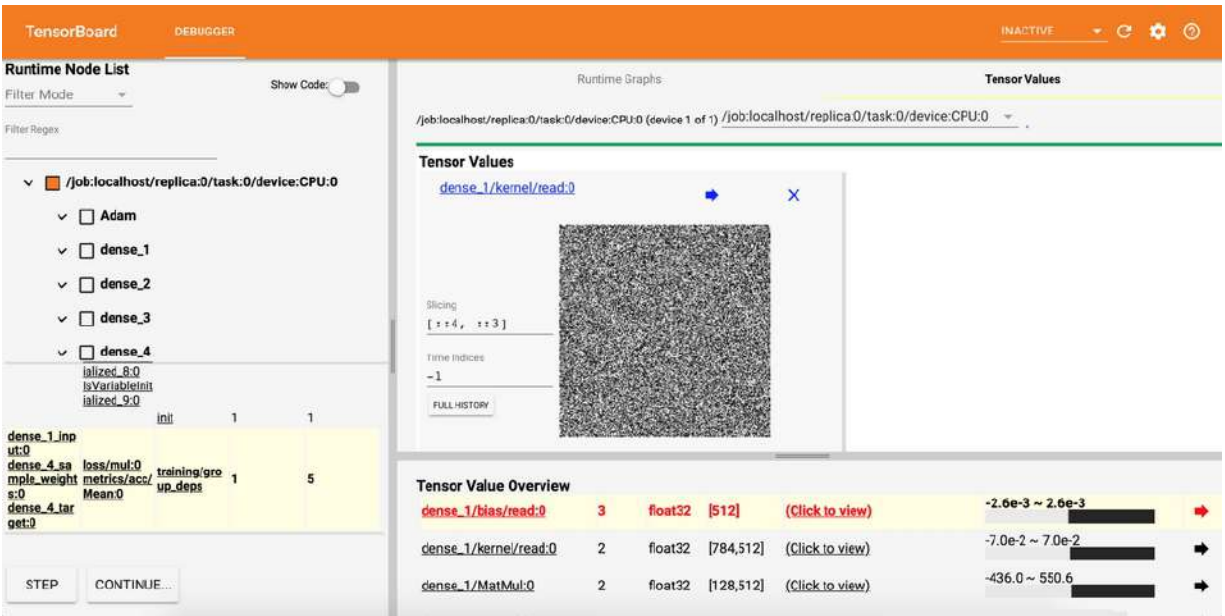 TensorBoard
DEBUGGER
INACTIVE
Runtime Node List
Filter Mode
Show Code:
Filter Regex
/job:localhost/replica:0/task:0/device:CPU:0
Adam
dense_1
dense_2
dense_3
dense_4
ialized_8:0
IsVariableInit
ialized_9:0
init 1 1
dense_1_inp
ut:0
dense_4_sa
mple_weight
s:0
dense_4_tar
get:0
loss/mul:0
metrics/acc/
Mean:0
training/gro
up_deps
1
5
STEP
CONTINUE...
Runtime Graphs
Tensor Values
/job:localhost/replica:0/task:0/device:CPU:0 (device 1 of 1) /job:localhost/replica:0/task:0/device:CPU:0
Tensor Values
dense_1/kernel/read:0
X
Slicing
[::4, ::3]
Time Indices
-1
FULL HISTORY
Tensor Value Overview
dense_1/bias/read:0 3 float32 [512] (Click to view) -2.6e-3 ~ 2.6e-3
dense_1/kernel/read:0 2 float32 [784,512] (Click to view) -7.0e-2 ~ 7.0e-2
dense_1/MatMul:0 2 float32 [128,512] (Click to view) -436.0 ~ 550.6